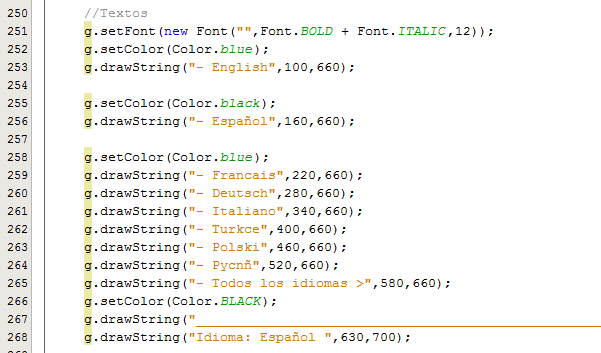 250 //Textos
251 g.setFont(new Font("",Font.BOLD + Font.ITALIC,12));
252 g.setColor(Color.blue);
253 g.drawString("- English",100,660);
254
255 g.setColor(Color.black);
256 g.drawString("- Español",160,660);
257
258 g.setColor(Color.blue);
259 g.drawString("- Francais",220,660);
260 g.drawString("- Deutsch",280,660);
261 g.drawString("- Italiano",340,660);
262 g.drawString("- Turkce",400,660);
263 g.drawString("- Polski",460,660);
264 g.drawString("- Pycnñ",520,660);
265 g.drawString("- Todos los idiomas >",580,660);
266 g.setColor(Color.BLACK);
267 g.drawString("______________________________________________________
268 g.drawString("Idioma: Español ",630,700);